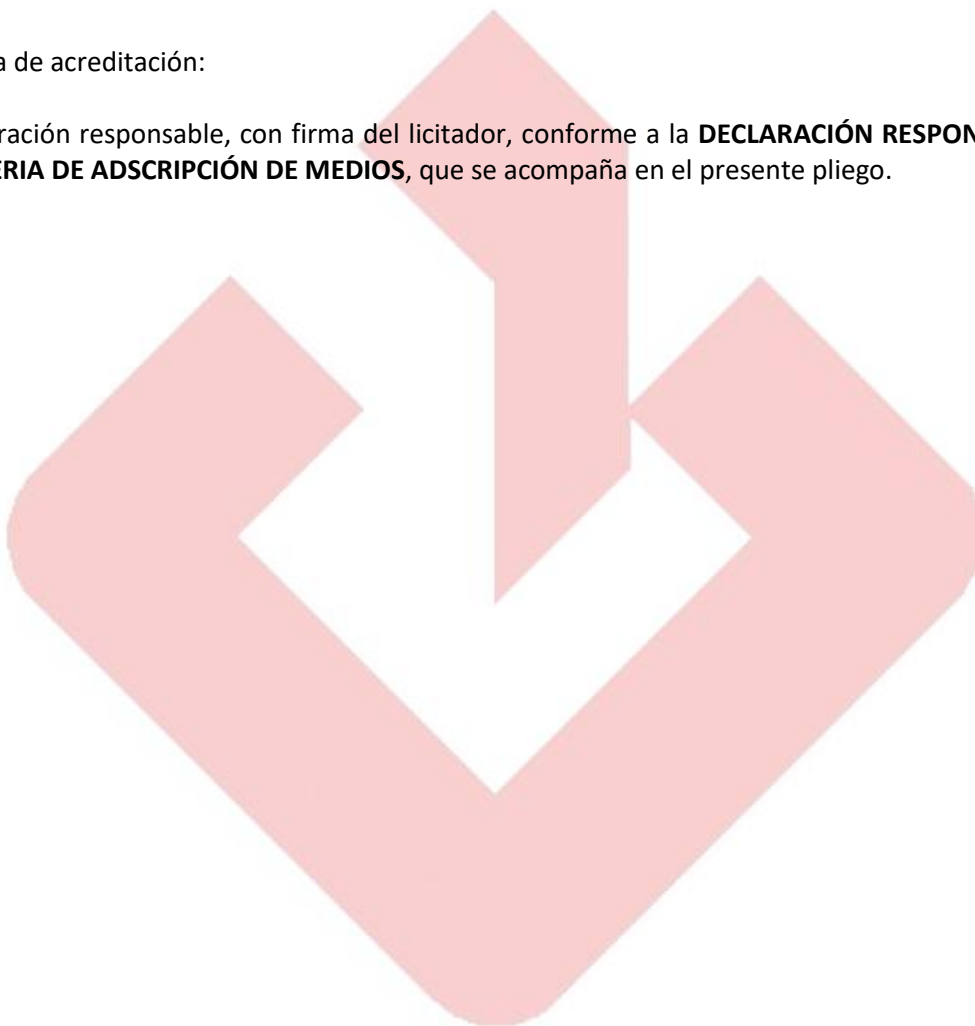 a de acreditación:
ración responsable, con firma del licitador, conforme a la DECLARACIÓN RESPON
ERIA DE ADSCRIPCIÓN DE MEDIOS, que se acompaña en el presente pliego.